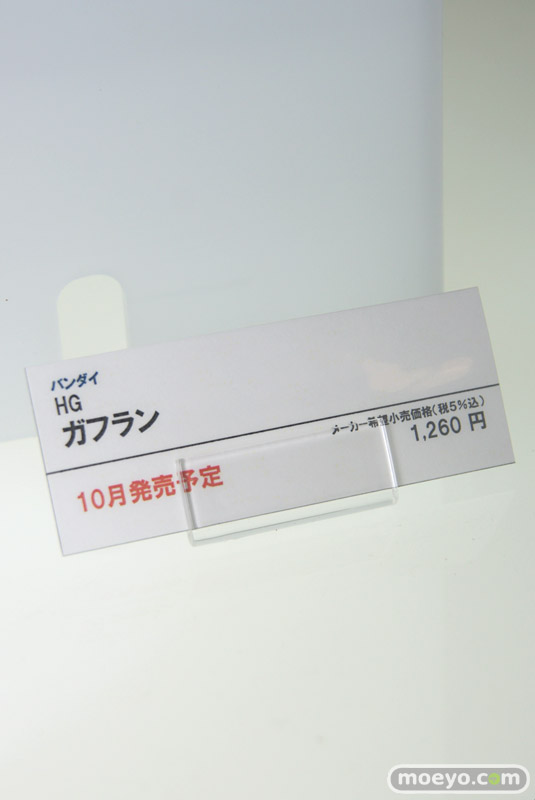 バンダイ
HG
ガフラン
メーカー希望小売価格(税5%込)
1,260 円
10月発売予定
moeyo.com